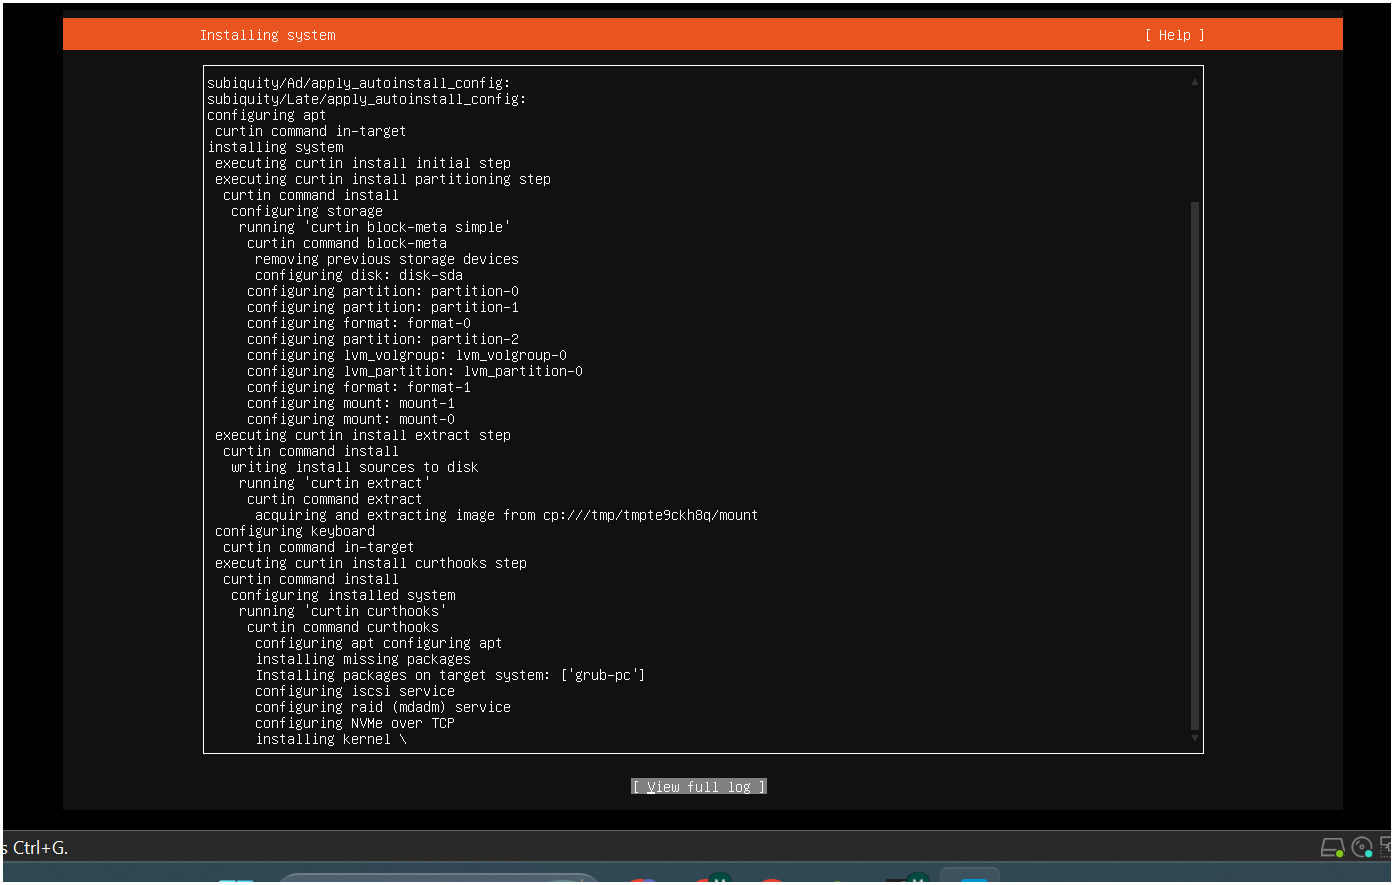 Installing system [ Help ]
subiquity/Ad/apply_autoinstall_config:
subiquity/Late/apply_autoinstall_config:
configuring apt
curtin command in-target
installing system
executing curtin install initial step
executing curtin install partitioning step
curtin command install
configuring storage
running 'curtin block-meta simple'
curtin command block-meta
removing previous storage devices
configuring disk: disk-sda
configuring partition: partition-0
configuring partition: partition-1
configuring format: format-0
configuring partition: partition-2
configuring lvm_volgroup: lvm_volgroup-0
configuring lvm_partition: lvm_partition-0
configuring format: format-1
configuring mount: mount-1
configuring mount: mount-0
executing curtin install extract step
curtin command install
writing install sources to disk
running 'curtin extract'
curtin command extract
acquiring and extracting image from cp:///tmp/tmpte9ckh8q/mount
configuring keyboard
curtin command in-target
executing curtin install curthooks step
curtin command install
configuring installed system
running 'curtin curthooks'
curtin command curthooks
configuring apt configuring apt
installing missing packages
Installing packages on target system: ['grub-pc']
configuring iscsi service
configuring raid (mdadm) service
configuring NVMe over TCP
installing kernel \
[ View full log ]
s Ctrl+G.